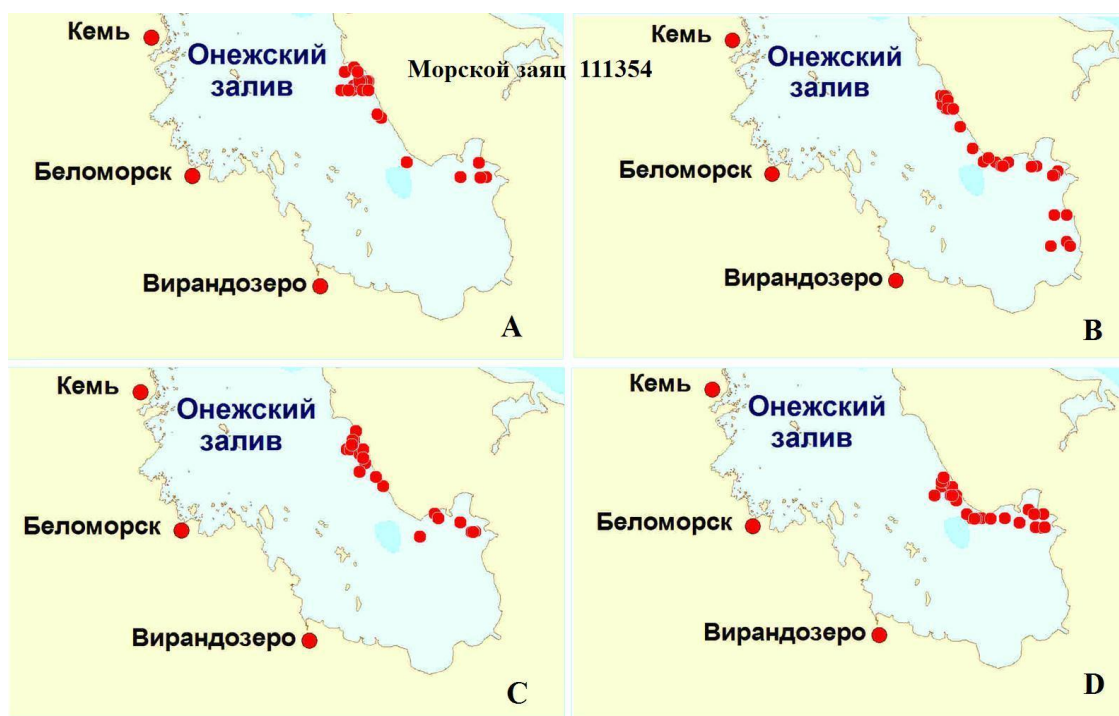 Кемь
Онежский
залив
Морской заяц 111354
Беломорск
Вирандозеро
A
Кемь
Онежский
залив
Беломорск
Вирандозеро
B
Кемь
Онежский
залив
Беломорск
Вирандозеро
C
Кемь
Онежский
залив
Беломорск
Вирандозеро
D